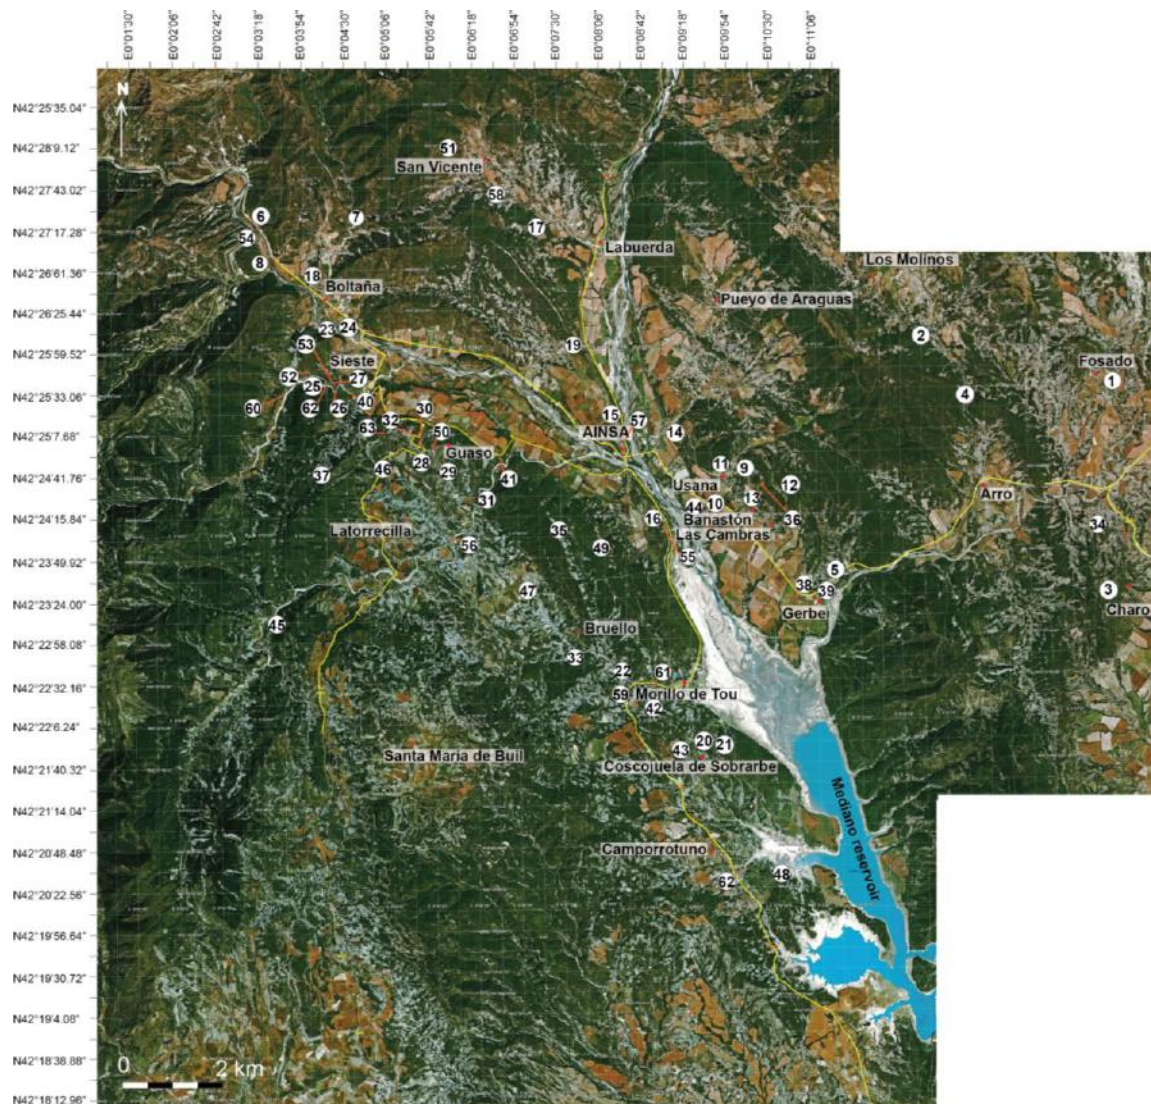 E0°01'30"
E0°02'06"
E0°02'42"
E0°03'18"
E0°03'54"
E0°04'30"
E0°05'06"
E0°05'42"
E0°06'18"
E0°06'54"
E0°07'30"
E0°08'06"
E0°08'42"
E0°09'18"
E0°09'54"
E0°10'30"
E0°11'06"
N42°25'35.04"
N
N42°28'9.12"
51
San Vicente
N42°27'43.02"
58
6
7
17
N42°27'17.28"
54
Labuerda
8
Los Molinos
N42°26'61.36"
18
Boltaña
Pueyo de Araguas
N42°26'25.44"
23
24
2
53
19
N42°25'59.52"
Sieste
Fosado
52
25
27
1
N42°25'33.06"
60
62
26
40
30
4
15
57
63
32
50
AINSA
14
N42°25'7.68"
Guaso
46
28
29
11
9
37
41
Usana
12
N42°24'41.76"
31
44
10
13
Arro
16
Banastón
36
N42°24'15.84"
Latorrecilla
35
Las Cambras
34
56
49
55
N42°23'49.92"
5
47
38
39
3
N42°23'24.00"
Gerbe
Charo
45
Bruello
N42°22'58.08"
33
22
61
N42°22'32.16"
59
Morillo de Tou
42
N42°22'6.24"
43
20
21
Santa Maria de Buil
Coscojuela de Sobrarbe
N42°21'40.32"
Mediano reservoir
N42°21'14.04"
Camporrotuno
N42°20'48.48"
62
48
N42°20'22.56"
N42°19'56.64"
N42°19'30.72"
N42°19'4.08"
0
2 km
N42°18'38.88"
N42°18'12.96"